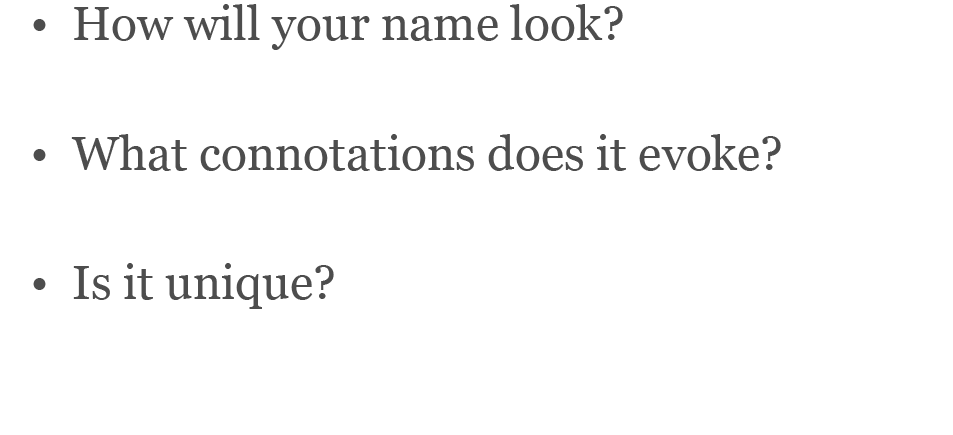 • How will your name look?
• What connotations does it evoke?
• Is it unique?